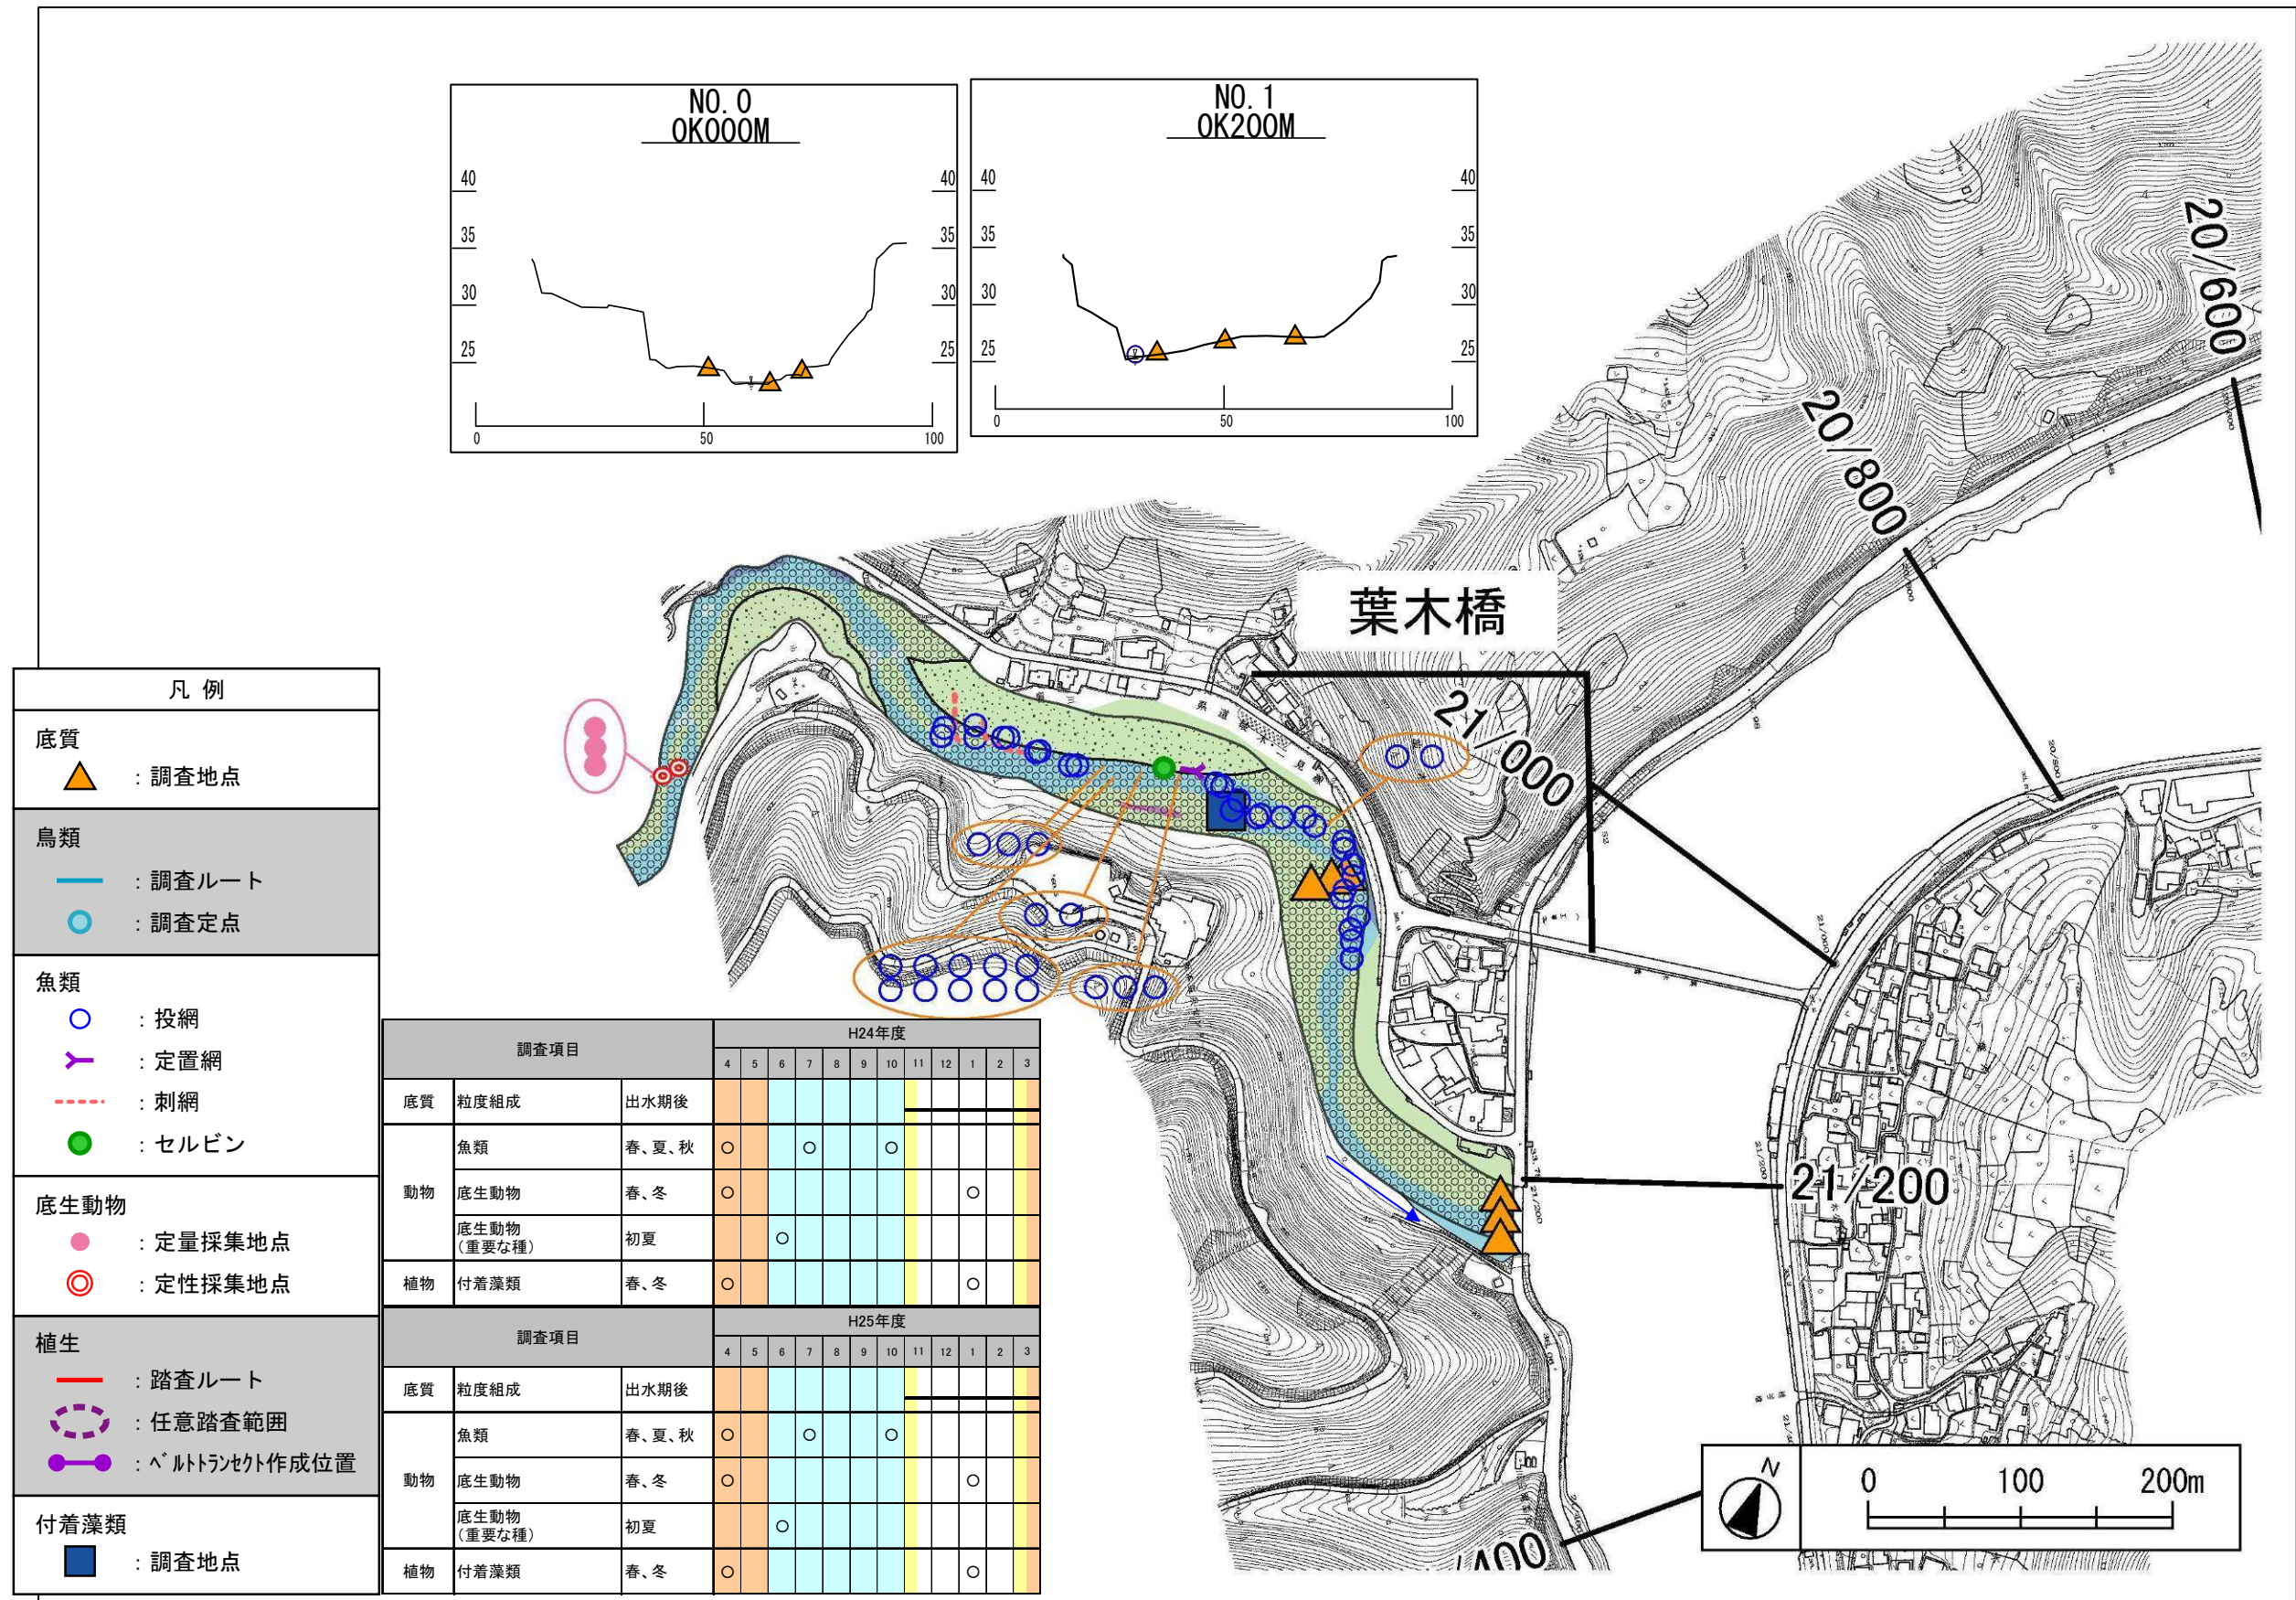 NO. 0
0K000M
40
40
35
35
30
30
25
25
0
50
100
NO. 1
0K200M
40
40
35
35
30
30
25
25
0
50
100
20/600
20/800
葉木橋
21/000
21/200
凡 例
底質
: 調査地点
鳥類
: 調査ルート
: 調査定点
魚類
: 投網
: 定置網
: 刺網
: セルビン
底生動物
: 定量採集地点
: 定性採集地点
植生
: 踏査ルート
: 任意踏査範囲
: ﾍﾞﾙﾄﾄﾗﾝｾｸﾄ作成位置
付着藻類
: 調査地点
調査項目 H24年度
4 5 6 7 8 9 10 11 12 1 2 3
底質 粒度組成 出水期後
動物 魚類 春、夏、秋 ○ ○ ○
底生動物 春、冬 ○ ○
底生動物
(重要な種) 初夏 ○
植物 付着藻類 春、冬 ○ ○
調査項目 H25年度
4 5 6 7 8 9 10 11 12 1 2 3
底質 粒度組成 出水期後
動物 魚類 春、夏、秋 ○ ○ ○
底生動物 春、冬 ○ ○
底生動物
(重要な種) 初夏 ○
植物 付着藻類 春、冬 ○ ○
/400
N
0 100 200m